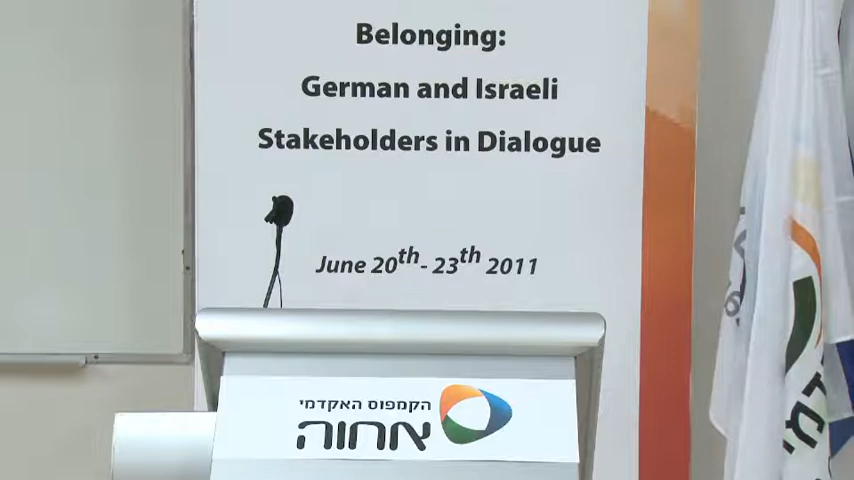 Belonging:
German and Israeli
Stakeholders in Dialogue
June 20th-23th 2011
הקמפוס האקדמי
אחוה